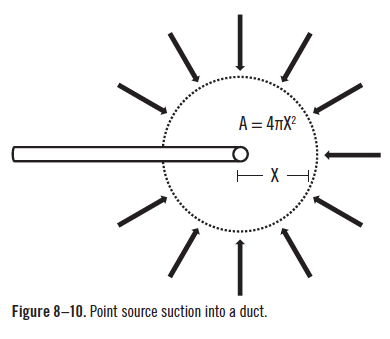 A = 4πX²
X
Figure 8–10. Point source suction into a duct.